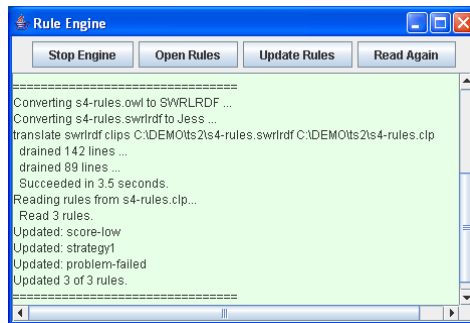 Rule Engine
Stop Engine Open Rules Update Rules Read Again
================================
Converting s4-rules.owl to SWRLRDF ...
Converting s4-rules.swrlrdf to Jess ...
translate swrlrdf clips C:\DEMO\ts2\s4-rules.swrlrdf C:\DEMO\ts2\s4-rules.clp
  drained 142 lines ...
  drained 89 lines ...
  Succeeded in 3.5 seconds.
Reading rules from s4-rules.clp...
  Read 3 rules.
Updated: score-low
Updated: strategy1
Updated: problem-failed
Updated 3 of 3 rules.
================================